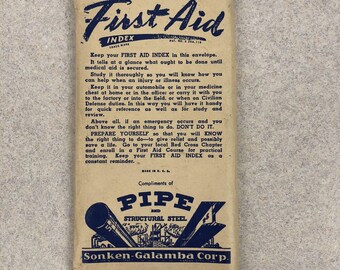 First Aid
INDEX
Keep your FIRST AID INDEX in this envelope.
It tells at a glance what ought to be done until
medical aid is secured.
Study it thoroughly so you will know how you
can help when an injury or illness occurs.
Keep it in your automobile or in your medicine
chest at home or in the office; or carry it with you
to the factory or into the field, or when on Civilian
Defense duties. In this way you will have it handy
for quick reference as well as for study and
review.
Above all, if an emergency occurs and you
don't know the right thing to do, DON'T DO IT.
PREPARE YOURSELF so that you will KNOW
the right thing to do—to give relief and possibly
save a life. Go to your local Red Cross Chapter
and enroll in a First Aid Course for practical
training. Keep your FIRST AID INDEX as a
constant reminder.
MADE IN U. S. A.
Compliments of
PIPE
AND
STRUCTURAL STEEL
Sonken-Galamba Corp.